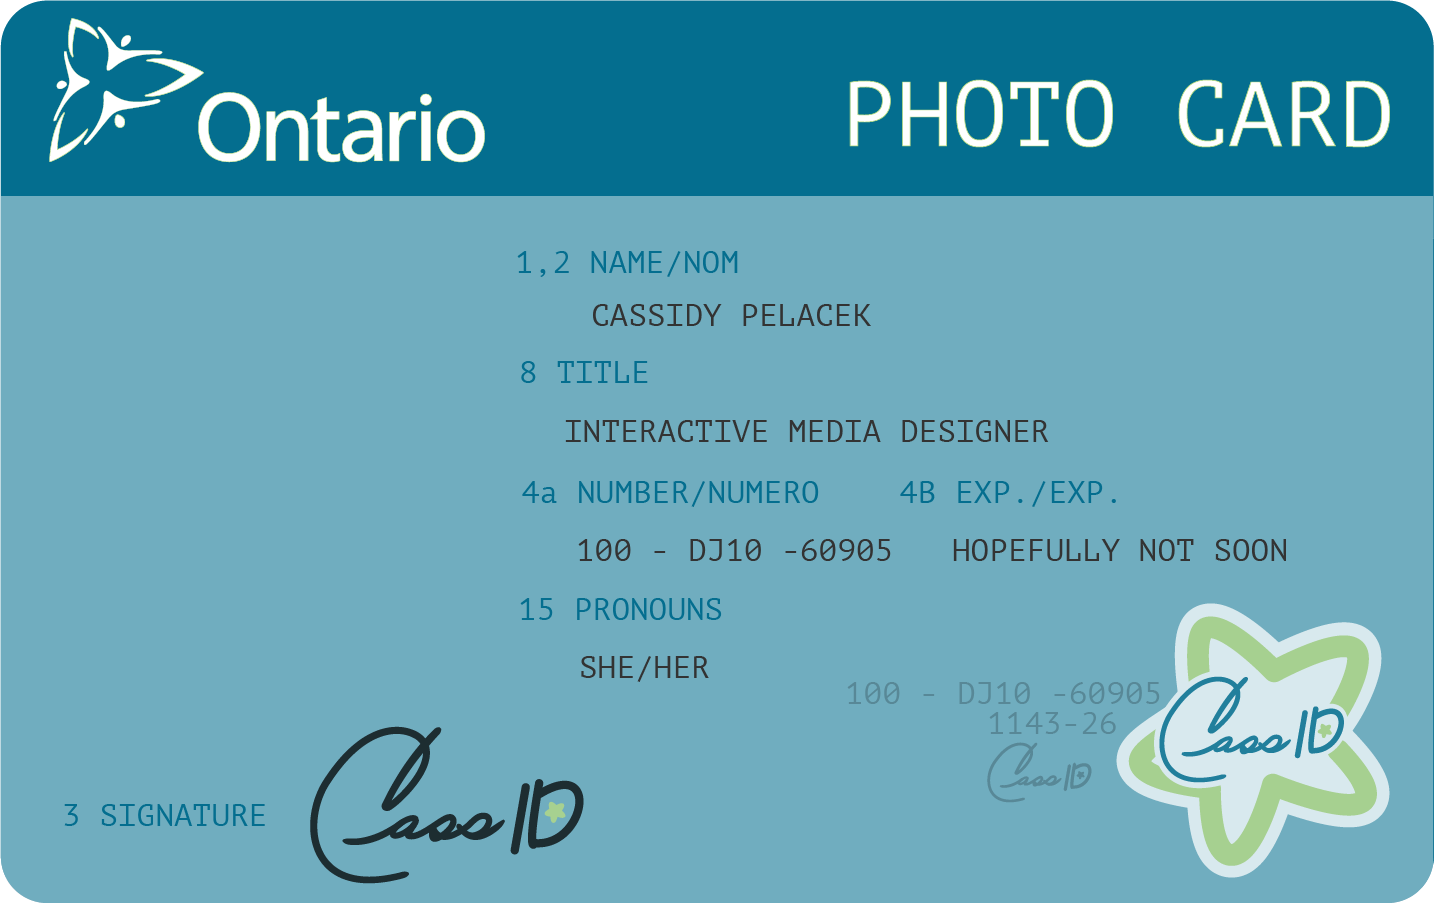 Ontario PHOTO CARD
1,2 NAME/NOM
CASSIDY PELACEK
8 TITLE
INTERACTIVE MEDIA DESIGNER
4a NUMBER/NUMERO 4B EXP./EXP.
100 - DJ10 -60905 HOPEFULLY NOT SOON
15 PRONOUNS
SHE/HER
100 - DJ10 -60905
1143-26
Cass ID
Cass ID
3 SIGNATURE Cass ID